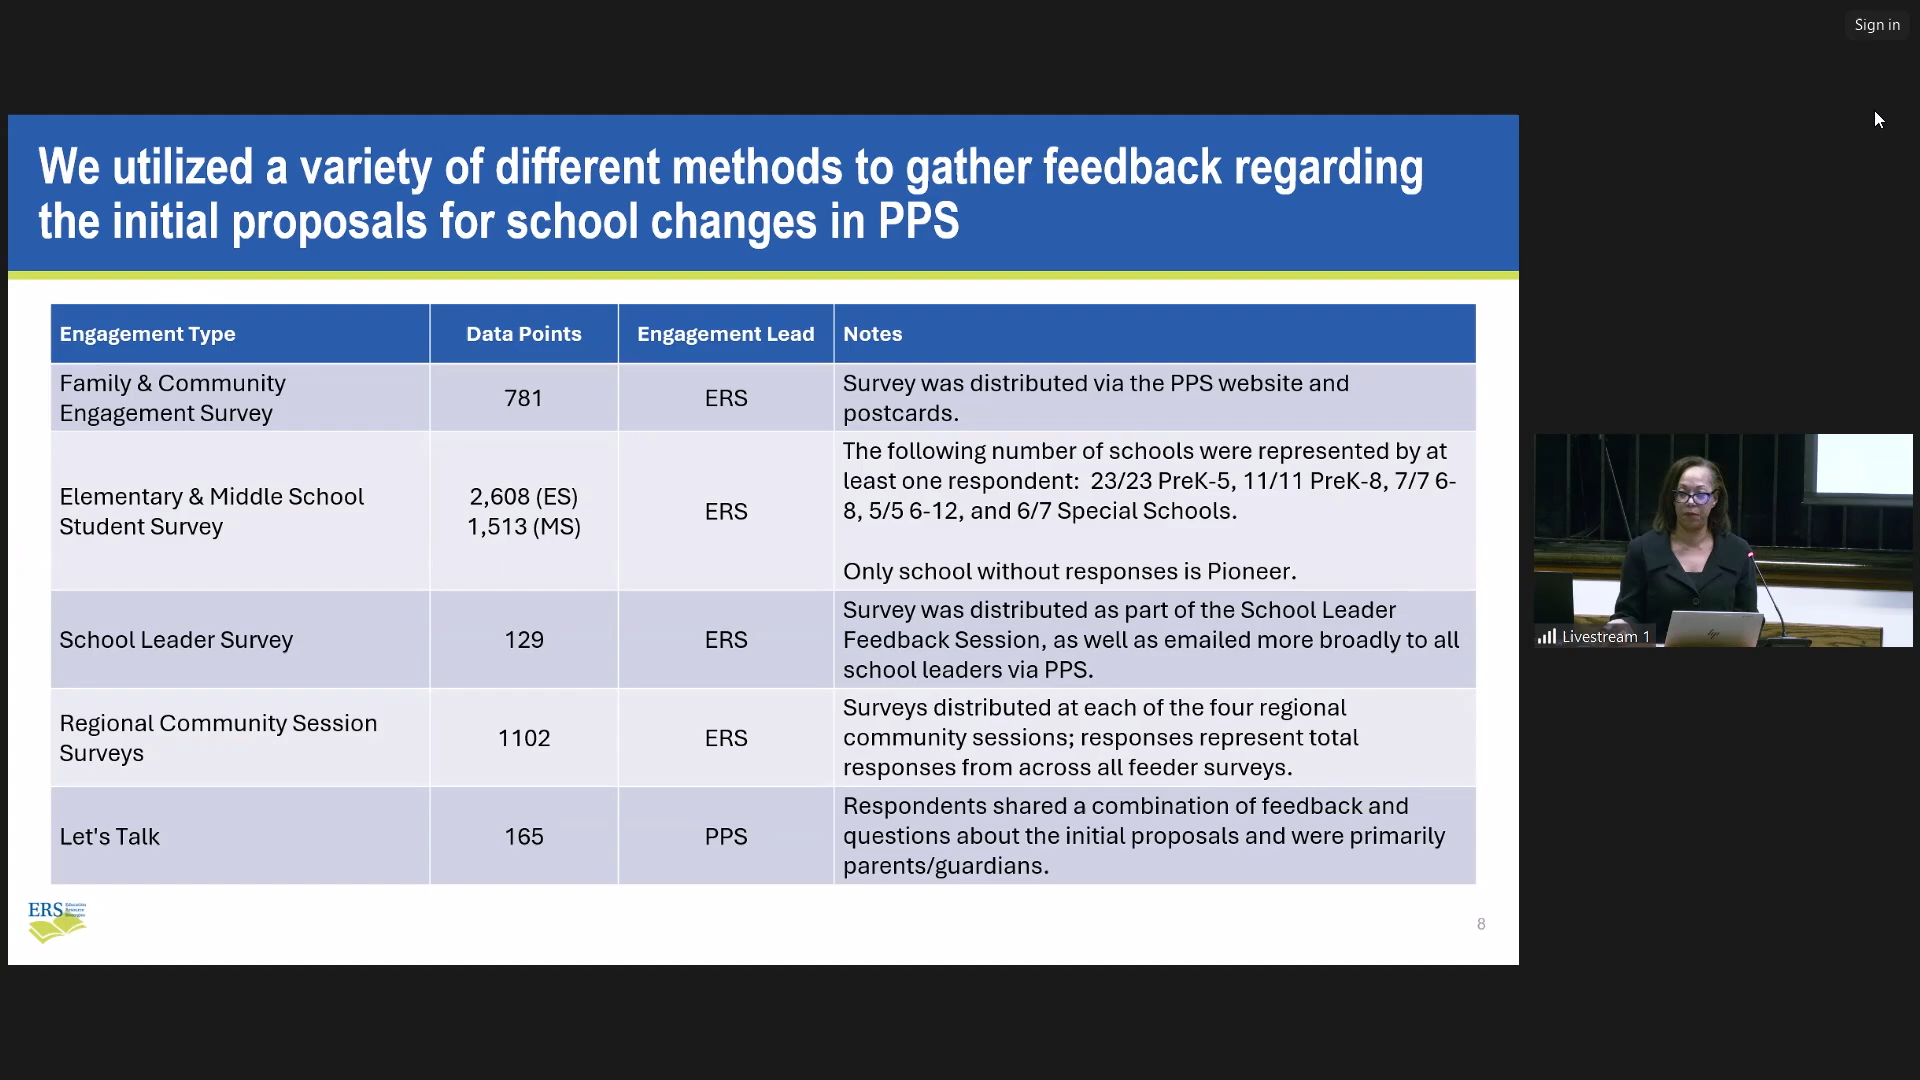 Sign in
We utilized a variety of different methods to gather feedback regarding
the initial proposals for school changes in PPS
Engagement Type
Data Points
Engagement Lead
Notes
Family & Community
Engagement Survey
781
ERS
Survey was distributed via the PPS website and
postcards.
Elementary & Middle School
Student Survey
2,608 (ES)
1,513 (MS)
ERS
The following number of schools were represented by at
least one respondent:  23/23 PreK-5, 11/11 PreK-8, 7/7 6-
8, 5/5 6-12, and 6/7 Special Schools.
Only school without responses is Pioneer.
School Leader Survey
129
ERS
Survey was distributed as part of the School Leader
Feedback Session, as well as emailed more broadly to all
school leaders via PPS.
Regional Community Session
Surveys
1102
ERS
Surveys distributed at each of the four regional
community sessions; responses represent total
responses from across all feeder surveys.
Let's Talk
165
PPS
Respondents shared a combination of feedback and
questions about the initial proposals and were primarily
parents/guardians.
ERS
Education
Resource
Strategies
8
Livestream 1
hp